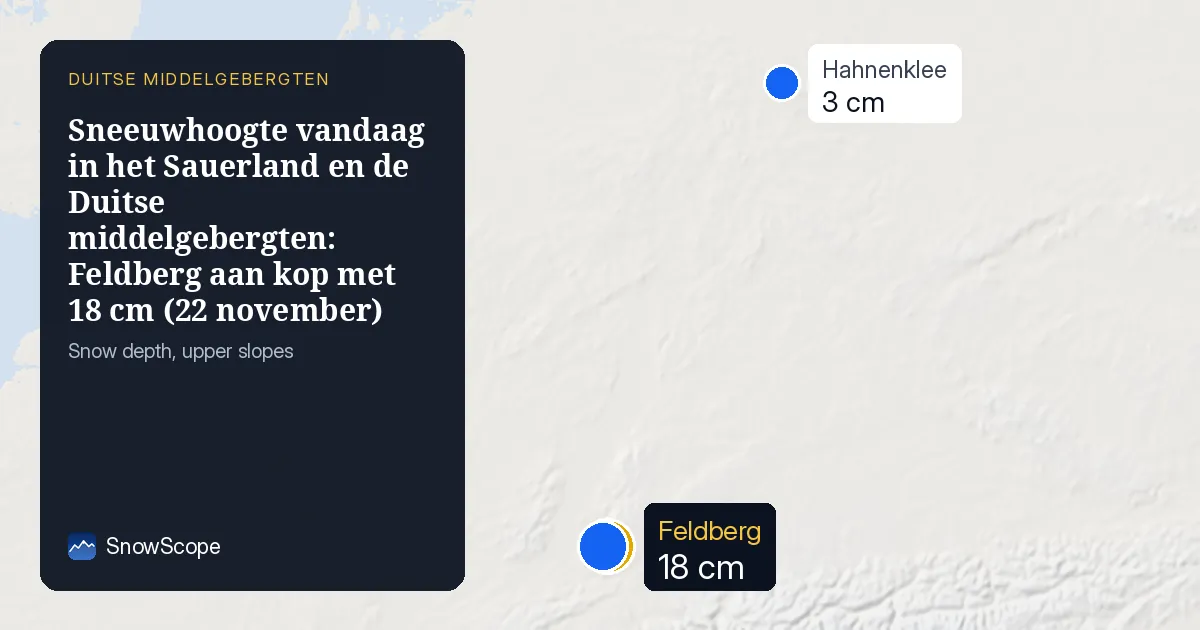 DUITSE MIDDELGEBERGTEN
Sneeuwhoogte vandaag
in het Sauerland en de
Duitse
middelgebergten:
Feldberg aan kop met
18 cm (22 november)
Snow depth, upper slopes
SnowScope
Hahnenklee
3 cm
Feldberg
18 cm